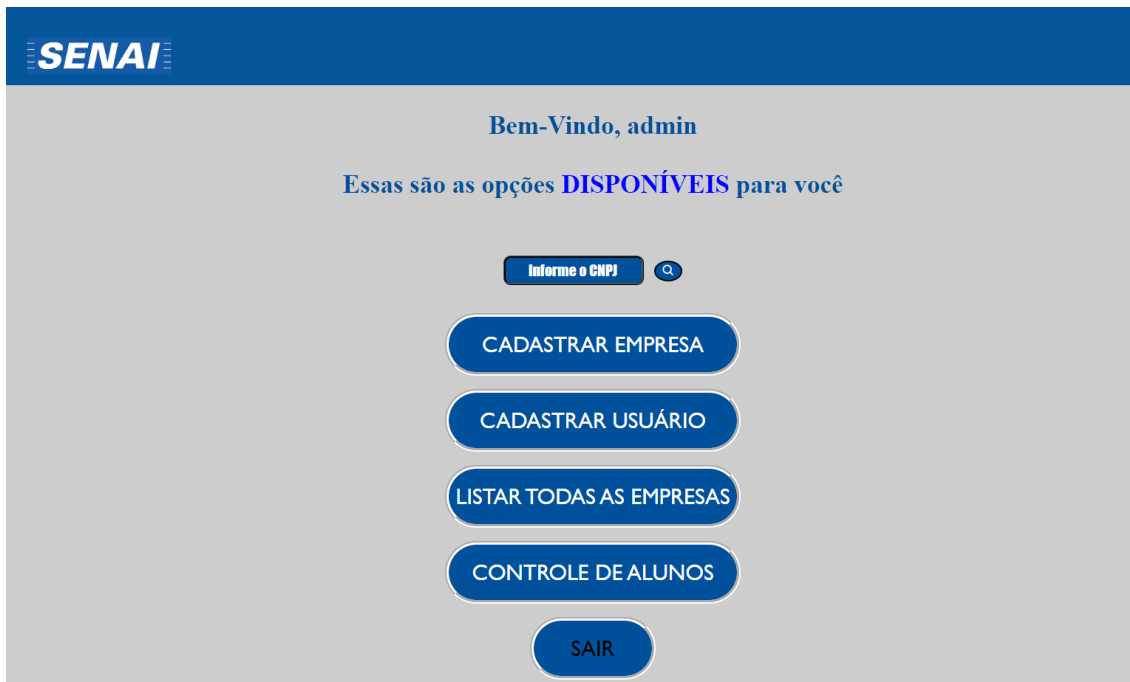 SENAI
Bem-Vindo, admin
Essas são as opções DISPONÍVEIS para você
Informe o CNPJ
CADASTRAR EMPRESA
CADASTRAR USUÁRIO
LISTAR TODAS AS EMPRESAS
CONTROLE DE ALUNOS
SAIR